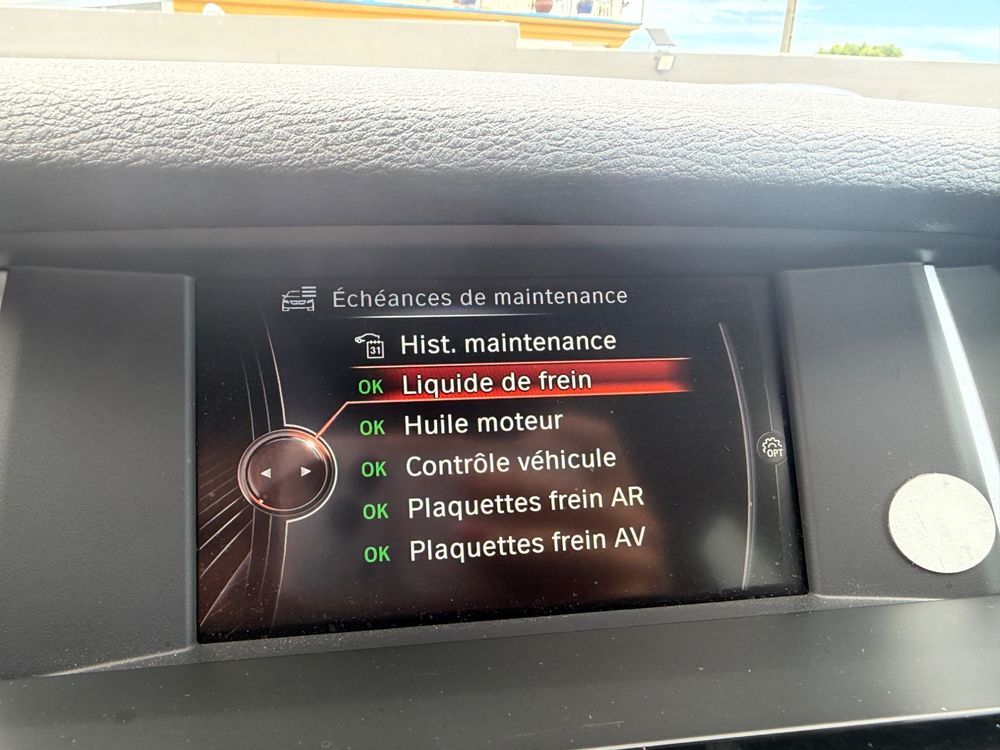 Échéances de maintenance
31 Hist. maintenance
OK Liquide de frein
OK Huile moteur
OK Contrôle véhicule
OK Plaquettes frein AR
OK Plaquettes frein AV
OPT